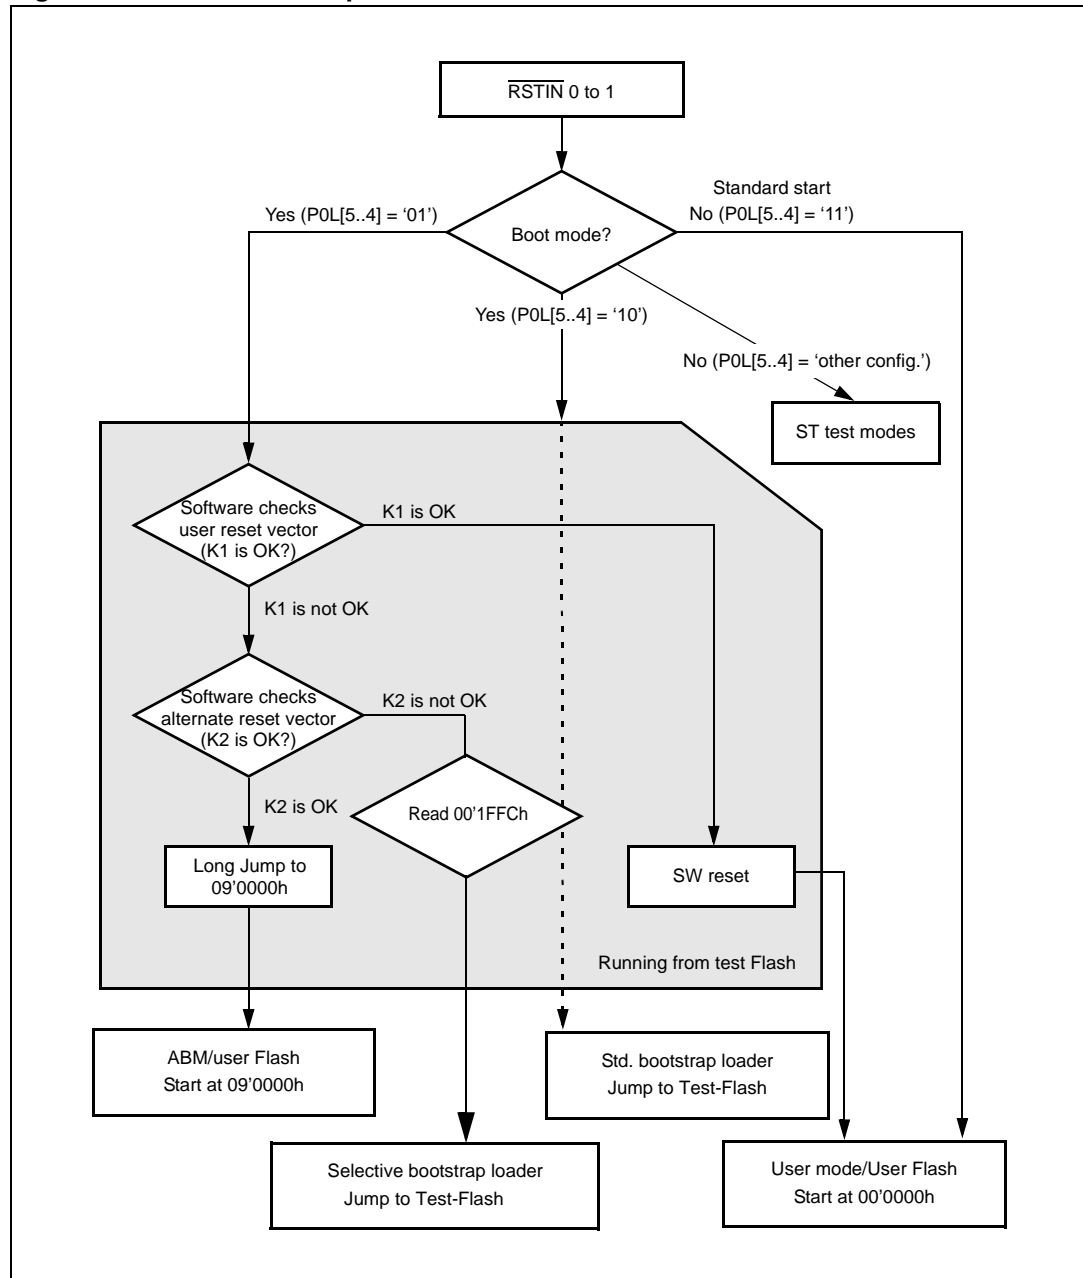 RSTIN 0 to 1
Standard start
Yes (P0L[5..4] = ‘01’)
No (P0L[5..4] = ‘11’)
Boot mode?
Yes (P0L[5..4] = ‘10’)
No (P0L[5..4] = ‘other config.’)
ST test modes
Software checks
user reset vector
(K1 is OK?)
K1 is OK
K1 is not OK
Software checks
alternate reset vector
(K2 is OK?)
K2 is not OK
K2 is OK
Read 00’1FFCh
Long Jump to
09’0000h
SW reset
Running from test Flash
ABM/user Flash
Start at 09’0000h
Std. bootstrap loader
Jump to Test-Flash
Selective bootstrap loader
Jump to Test-Flash
User mode/User Flash
Start at 00’0000h